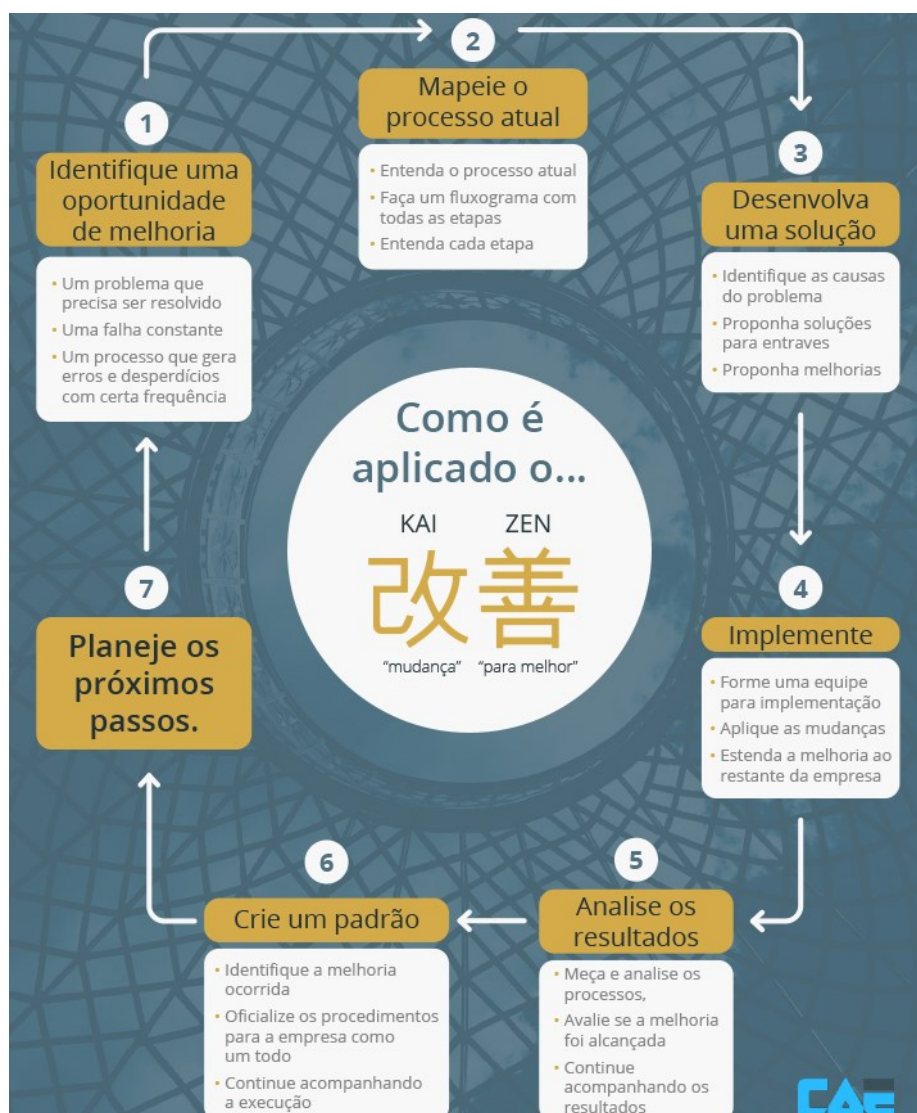 Como é
aplicado o...
KAI ZEN
改善
“mudança” “para melhor”
1
Identifique uma
oportunidade
de melhoria
• Um problema que
precisa ser resolvido
• Uma falha constante
• Um processo que gera
erros e desperdícios
com certa frequência
2
Mapeie o
processo atual
• Entenda o processo atual
• Faça um fluxograma com
todas as etapas
• Entenda cada etapa
3
Desenvolva
uma solução
• Identifique as causas
do problema
• Proponha soluções
para entraves
• Proponha melhorias
4
Implemente
• Forme uma equipe
para implementação
• Aplique as mudanças
• Estenda a melhoria ao
restante da empresa
5
Analise os
resultados
• Meça e analise os
processos,
• Avalie se a melhoria
foi alcançada
• Continue
acompanhando os
resultados
6
Crie um padrão
• Identifique a melhoria
ocorrida
• Oficialize os procedimentos
para a empresa como
um todo
• Continue acompanhando
a execução
7
Planeje os
próximos
passos.
CAE